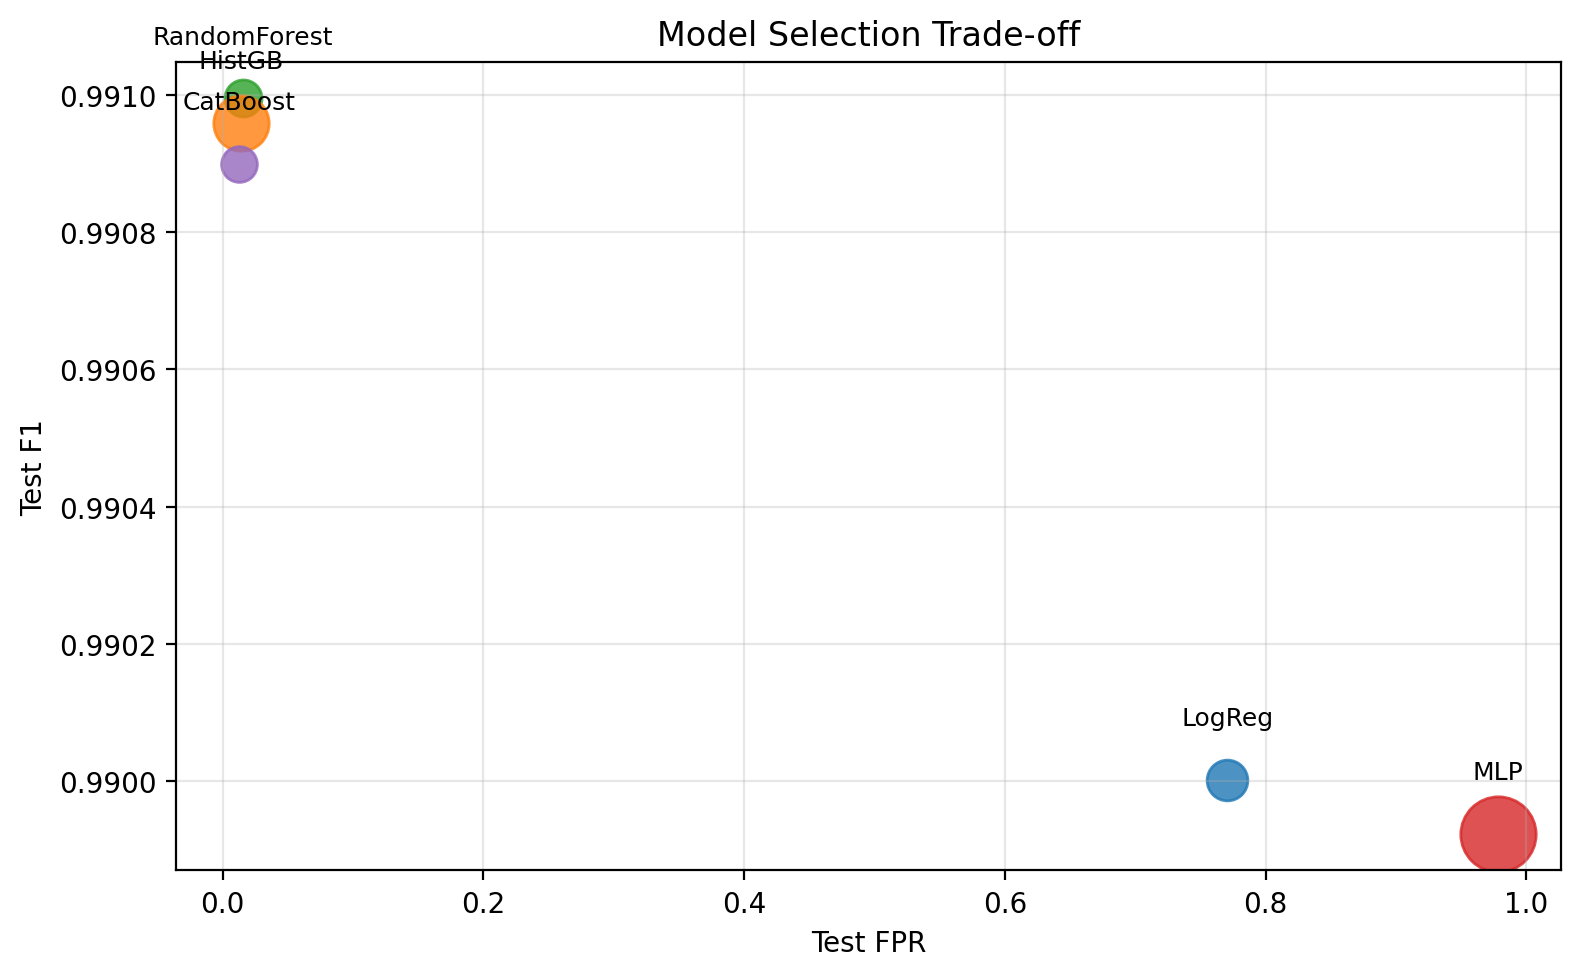 Model Selection Trade-off
RandomForest
HistGB
CatBoost
LogReg
MLP
0.9910
0.9908
0.9906
0.9904
0.9902
0.9900
Test F1
0.0 0.2 0.4 0.6 0.8 1.0
Test FPR